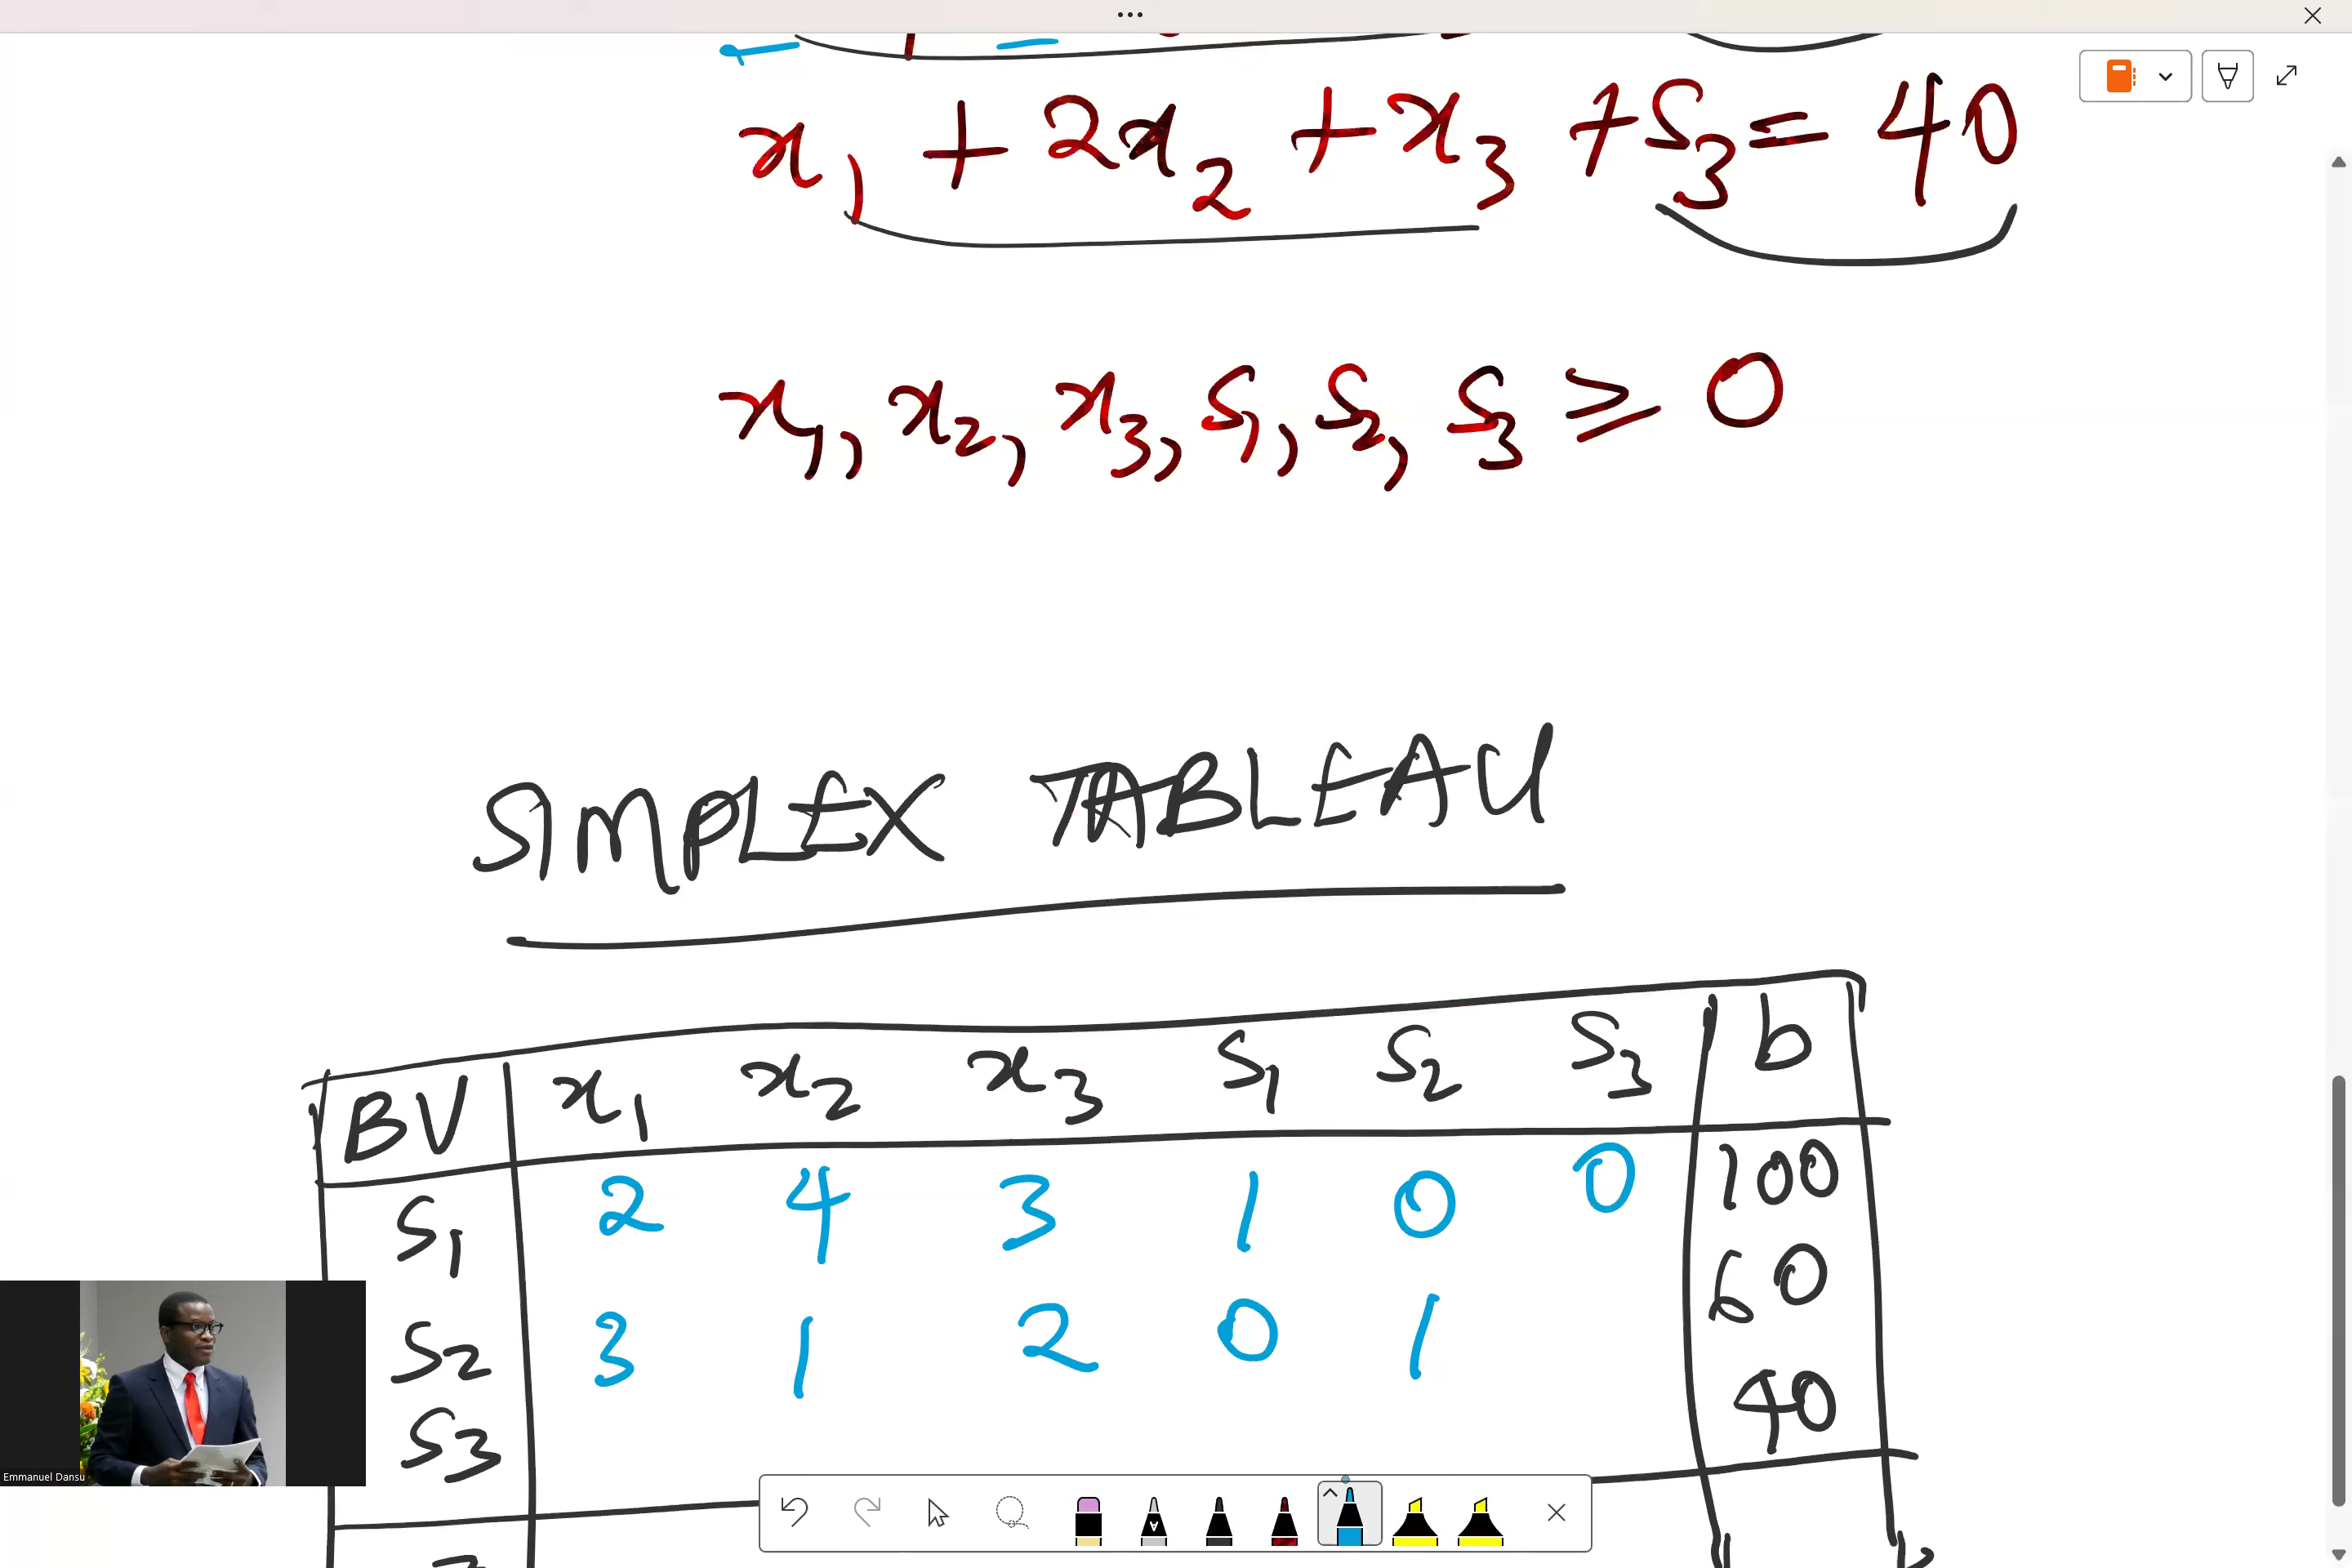 x₁ + 2x₂ + x₃ + S₃ = 40
x₁, x₂, x₃, S₁, S₂, S₃ ≥ 0
SIMPLEX TABLEAU
BV x₁ x₂ x₃ S₁ S₂ S₃ b
S₁ 2 4 3 1 0 0 100
S₂ 3 1 2 0 1 60
S₃ 40
Emmanuel Dansu